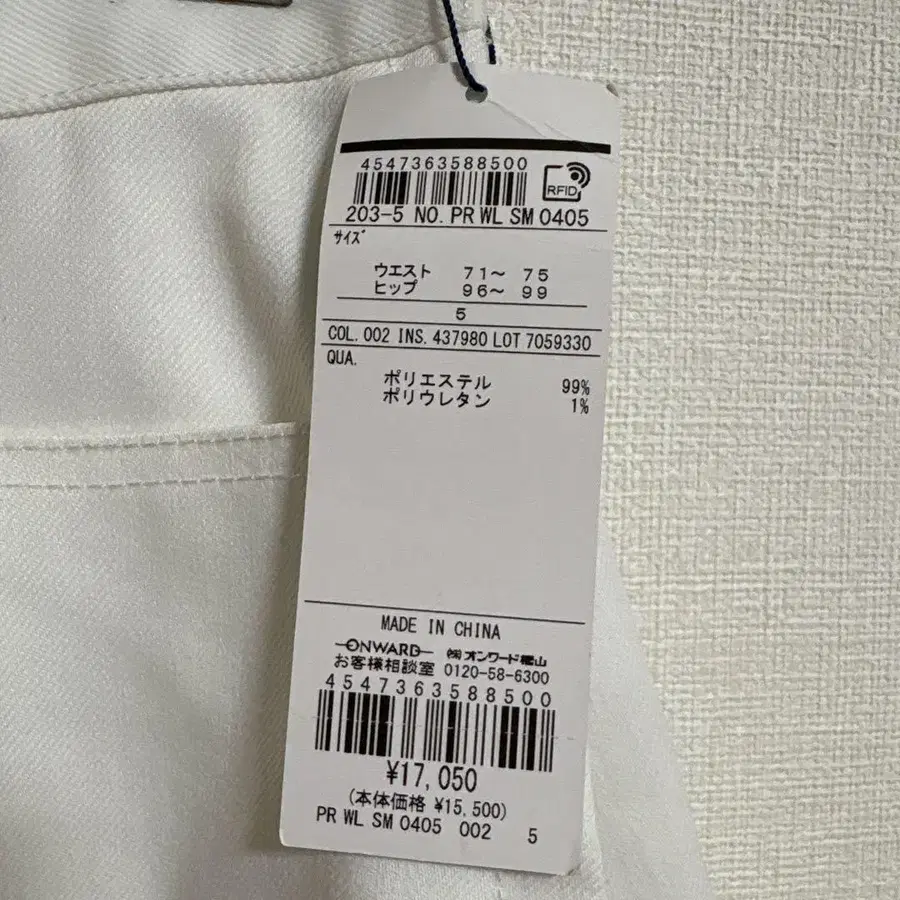 4547363588500
RFID
203-5 NO. PR WL SM 0405
サイズ
ウエスト 71～ 75
ヒップ 96～ 99
5
COL. 002 INS. 437980 LOT 7059330
QUA.
ポリエステル 99%
ポリウレタン 1%
MADE IN CHINA
ONWARD ㈱オンワード樫山
お客様相談室 0120-58-6300
4547363588500
¥17,050
(本体価格 ¥15,500)
PR WL SM 0405 002 5